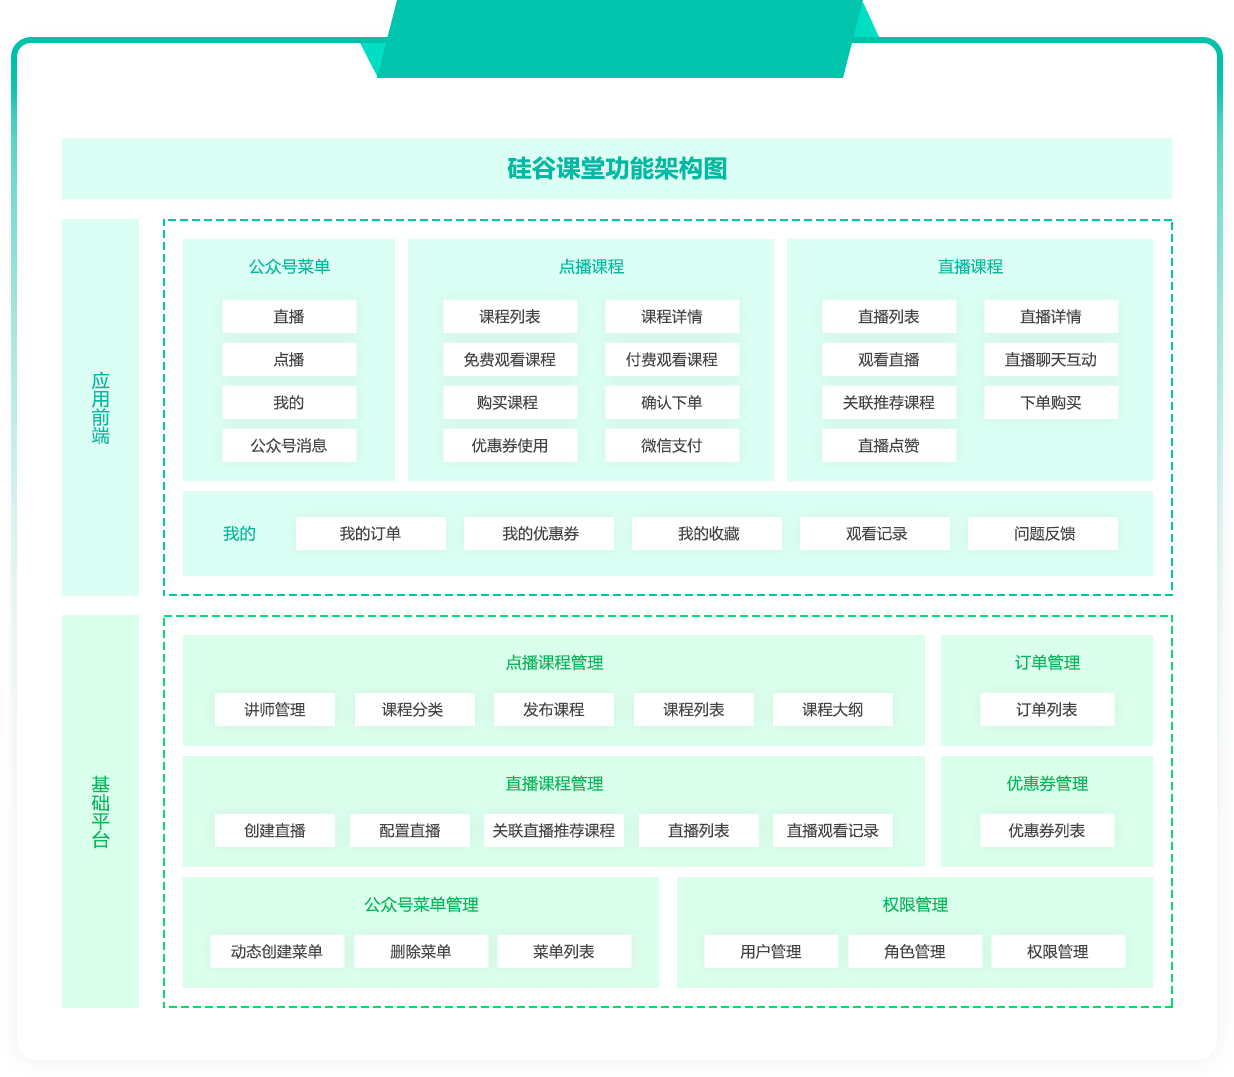 硅谷课堂功能架构图
应用前端
公众号菜单
直播
点播
我的
公众号消息
点播课程
课程列表
课程详情
免费观看课程
付费观看课程
购买课程
确认下单
优惠券使用
微信支付
直播课程
直播列表
直播详情
观看直播
直播聊天互动
关联推荐课程
下单购买
直播点赞
我的
我的订单
我的优惠券
我的收藏
观看记录
问题反馈
基础平台
点播课程管理
讲师管理
课程分类
发布课程
课程列表
课程大纲
订单管理
订单列表
直播课程管理
创建直播
配置直播
关联直播推荐课程
直播列表
直播观看记录
优惠券管理
优惠券列表
公众号菜单管理
动态创建菜单
删除菜单
菜单列表
权限管理
用户管理
角色管理
权限管理